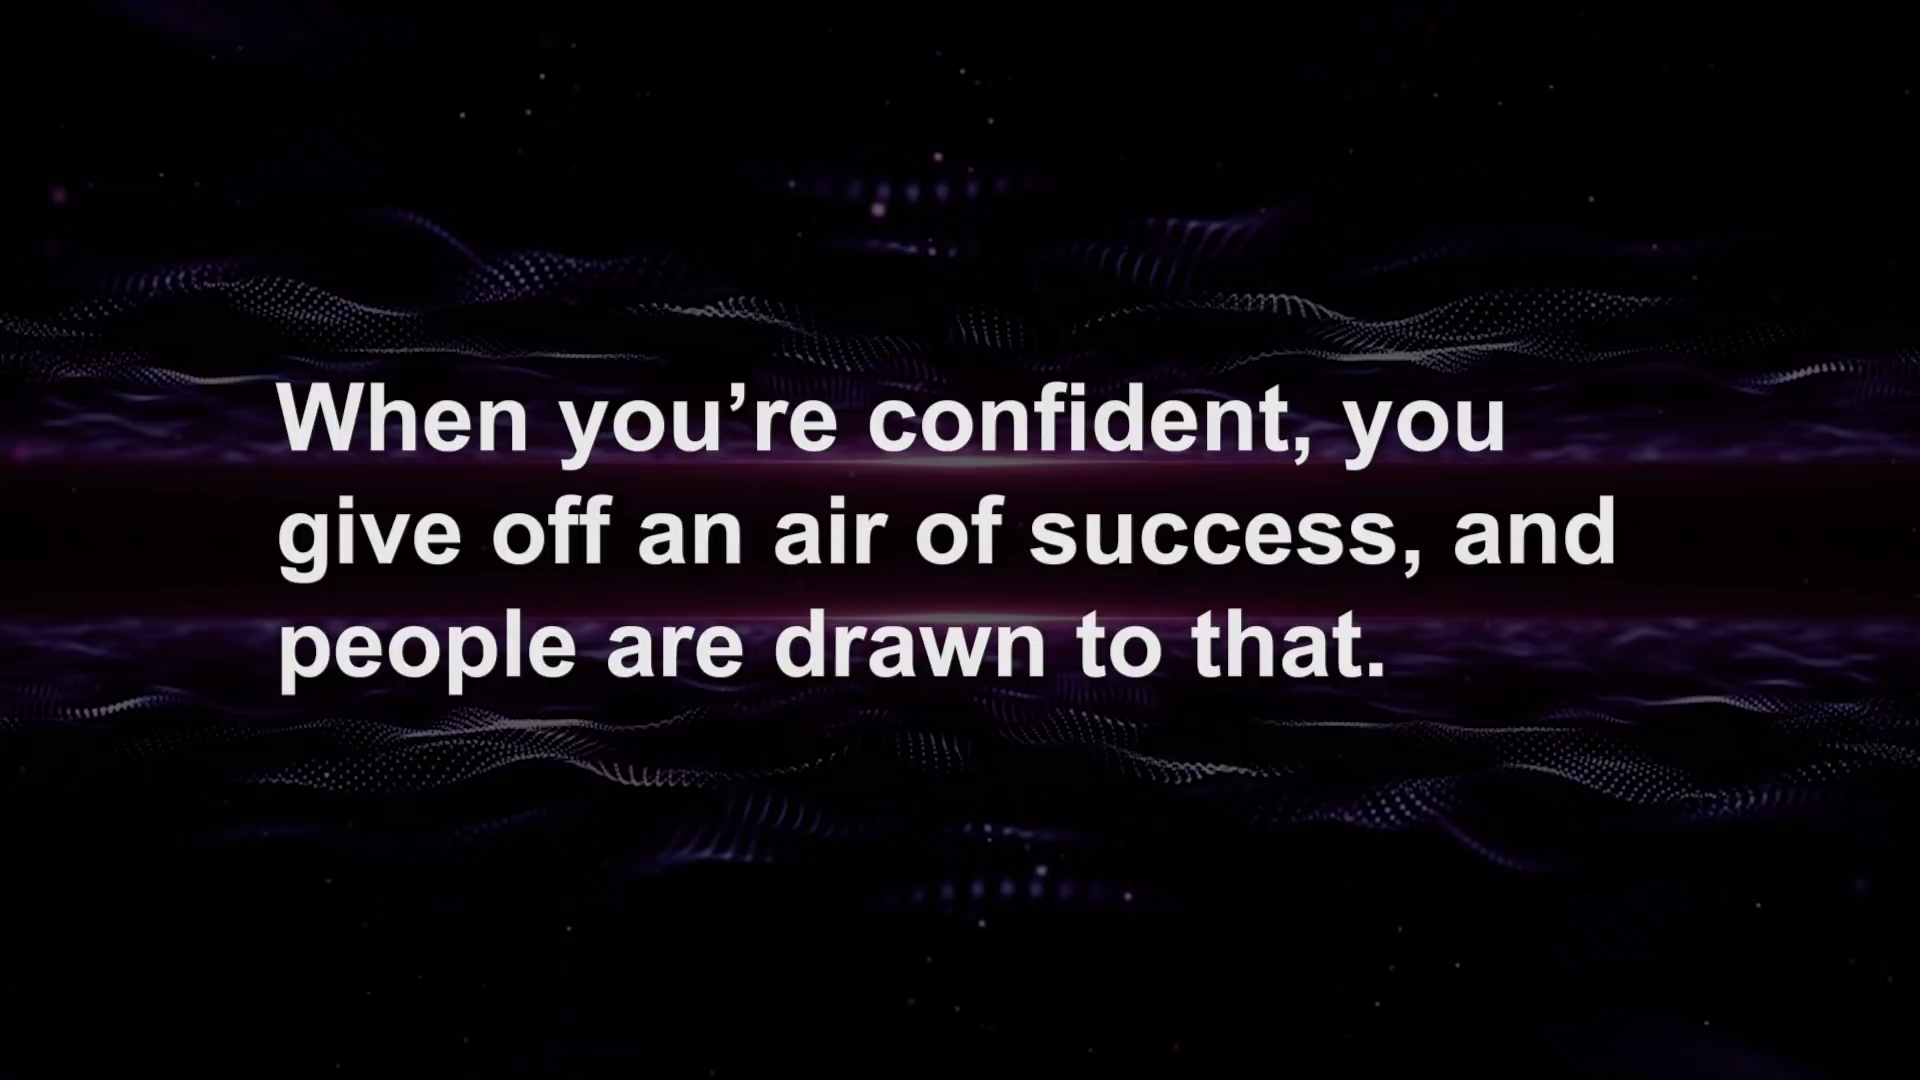 When you’re confident, you
give off an air of success, and
people are drawn to that.